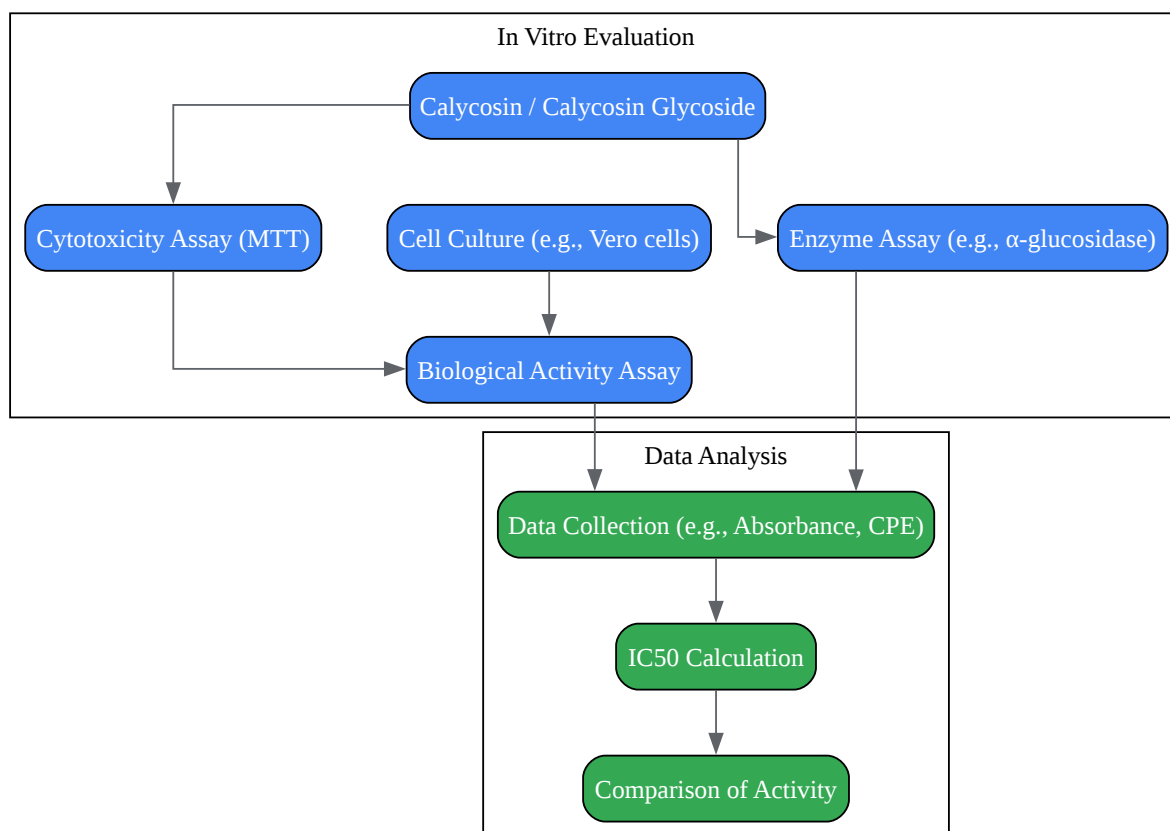 In Vitro Evaluation
Calycosin / Calycosin Glycoside
Cytotoxicity Assay (MTT)
Cell Culture (e.g., Vero cells)
Enzyme Assay (e.g., α-glucosidase)
Biological Activity Assay
Data Analysis
Data Collection (e.g., Absorbance, CPE)
IC50 Calculation
Comparison of Activity